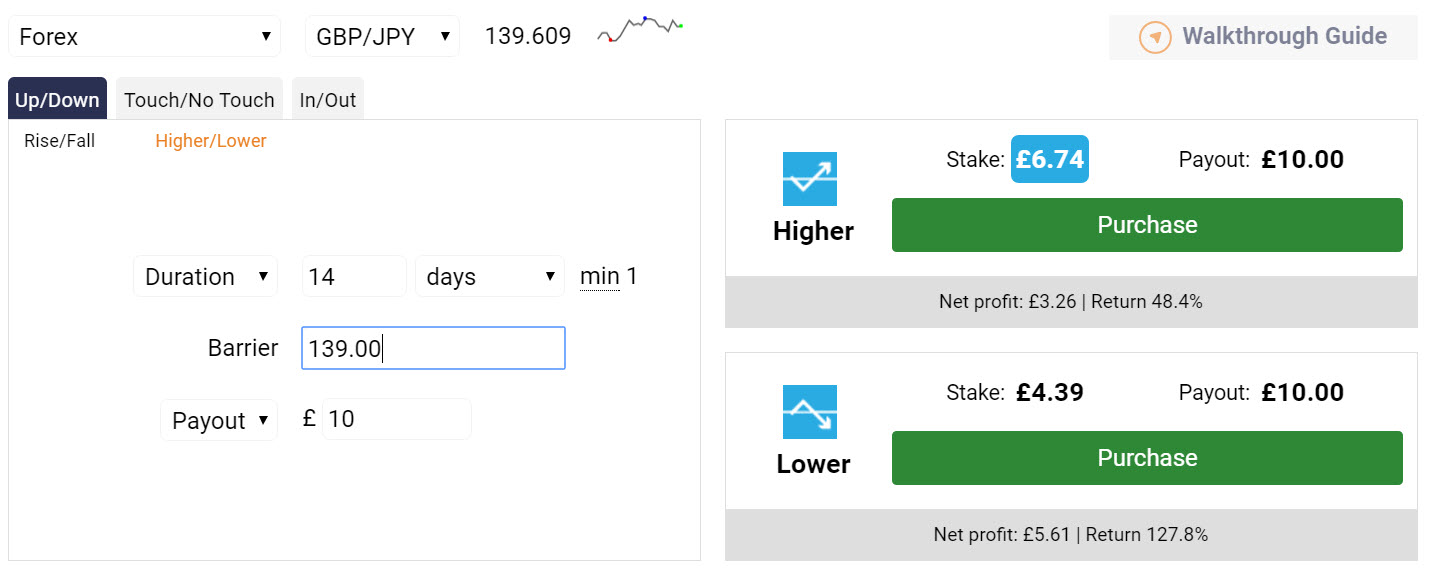 Forex ▼ GBP/JPY ▼ 139.609 Walkthrough Guide
Up/Down Touch/No Touch In/Out
Rise/Fall Higher/Lower
Duration ▼ 14 days ▼ min 1
Barrier 139.00
Payout ▼ £ 10
Stake: £6.74 Payout: £10.00
Higher Purchase
Net profit: £3.26 | Return 48.4%
Stake: £4.39 Payout: £10.00
Lower Purchase
Net profit: £5.61 | Return 127.8%